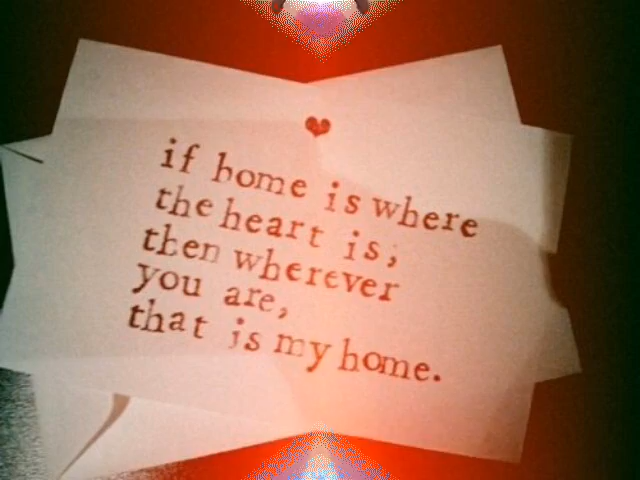 if home is where
the heart is,
then wherever
you are,
that is my home.